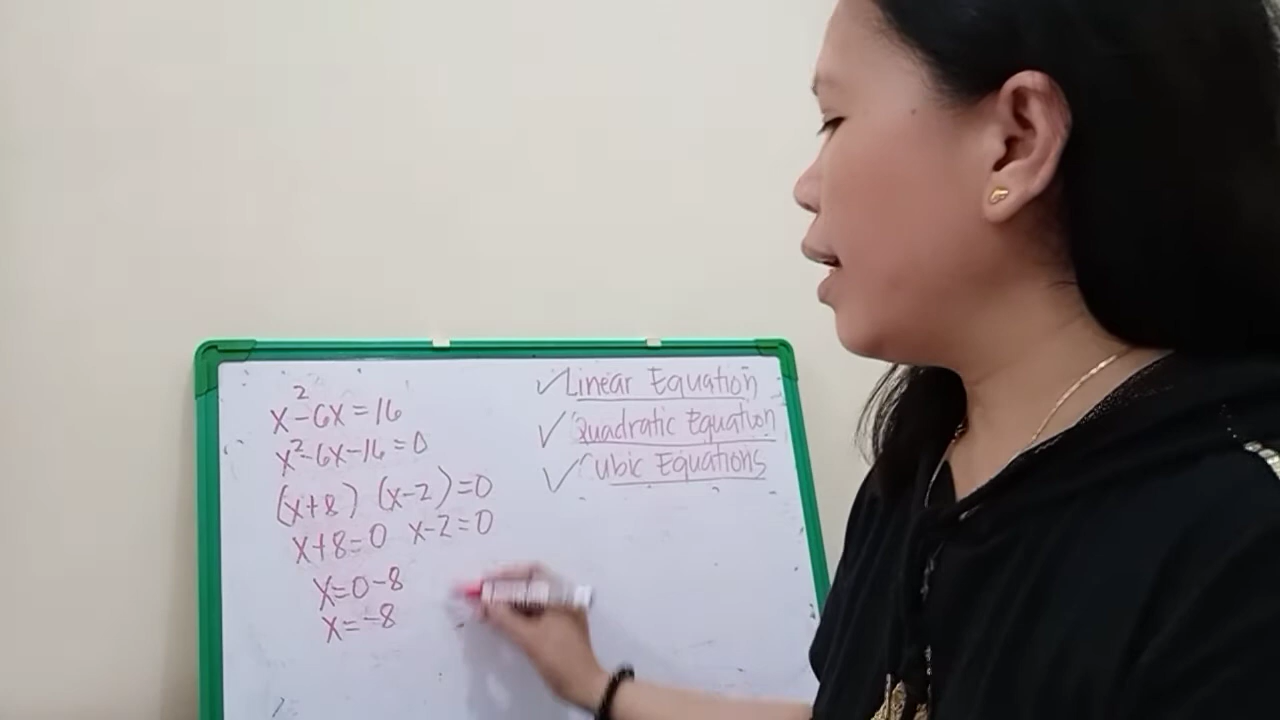 x²-6x=16
x²-6x-16=0
(x+8) (x-2)=0
x+8=0 x-2=0
x=0-8
x=-8
✓Linear Equation
✓Quadratic Equation
✓Cubic Equations